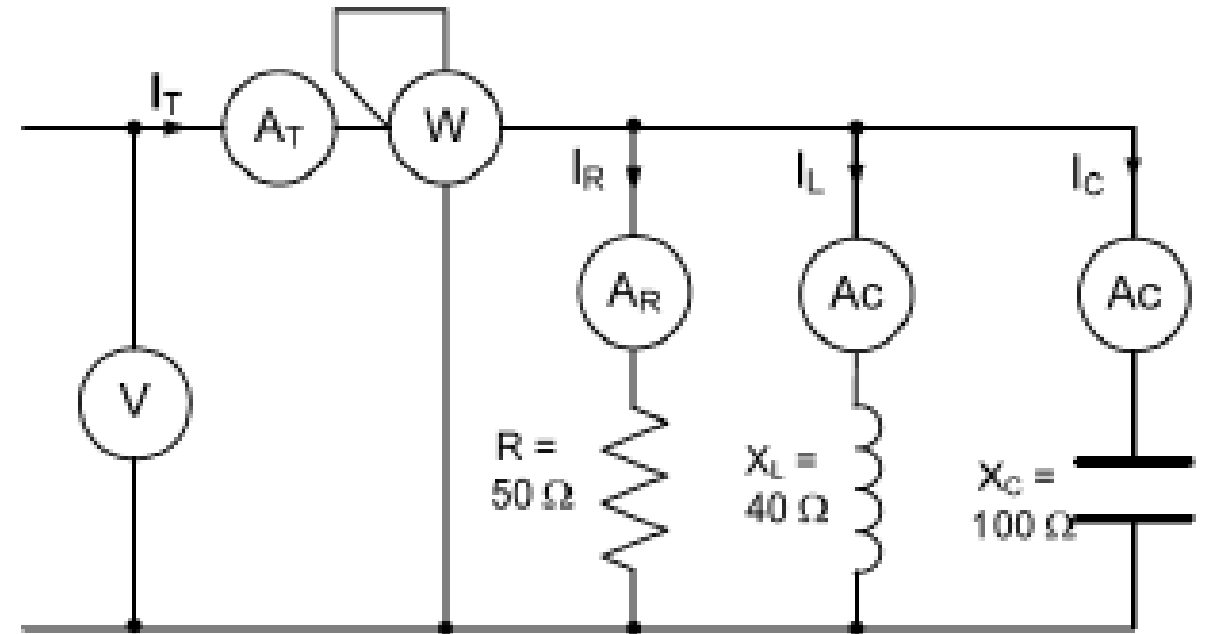 I_T
A_T
W
I_R
I_L
I_C
A_R
Ac
Ac
V
R =
50 Ω
X_L =
40 Ω
X_C =
100 Ω